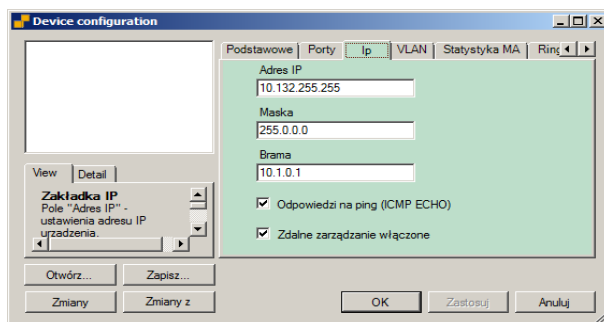 Device configuration
Podstawowe Porty Ip VLAN Statystyka MA Ring
Adres IP
10.132.255.255
Maska
255.0.0.0
Brama
10.1.0.1
Odpowiedzi na ping (ICMP ECHO)
Zdalne zarządzanie włączone
View Detail
Zakładka IP
Pole "Adres IP" -
ustawienia adresu IP
urzadzenia.
Otwórz... Zapisz...
Zmiany Zmiany z
OK Zastosuj Anuluj